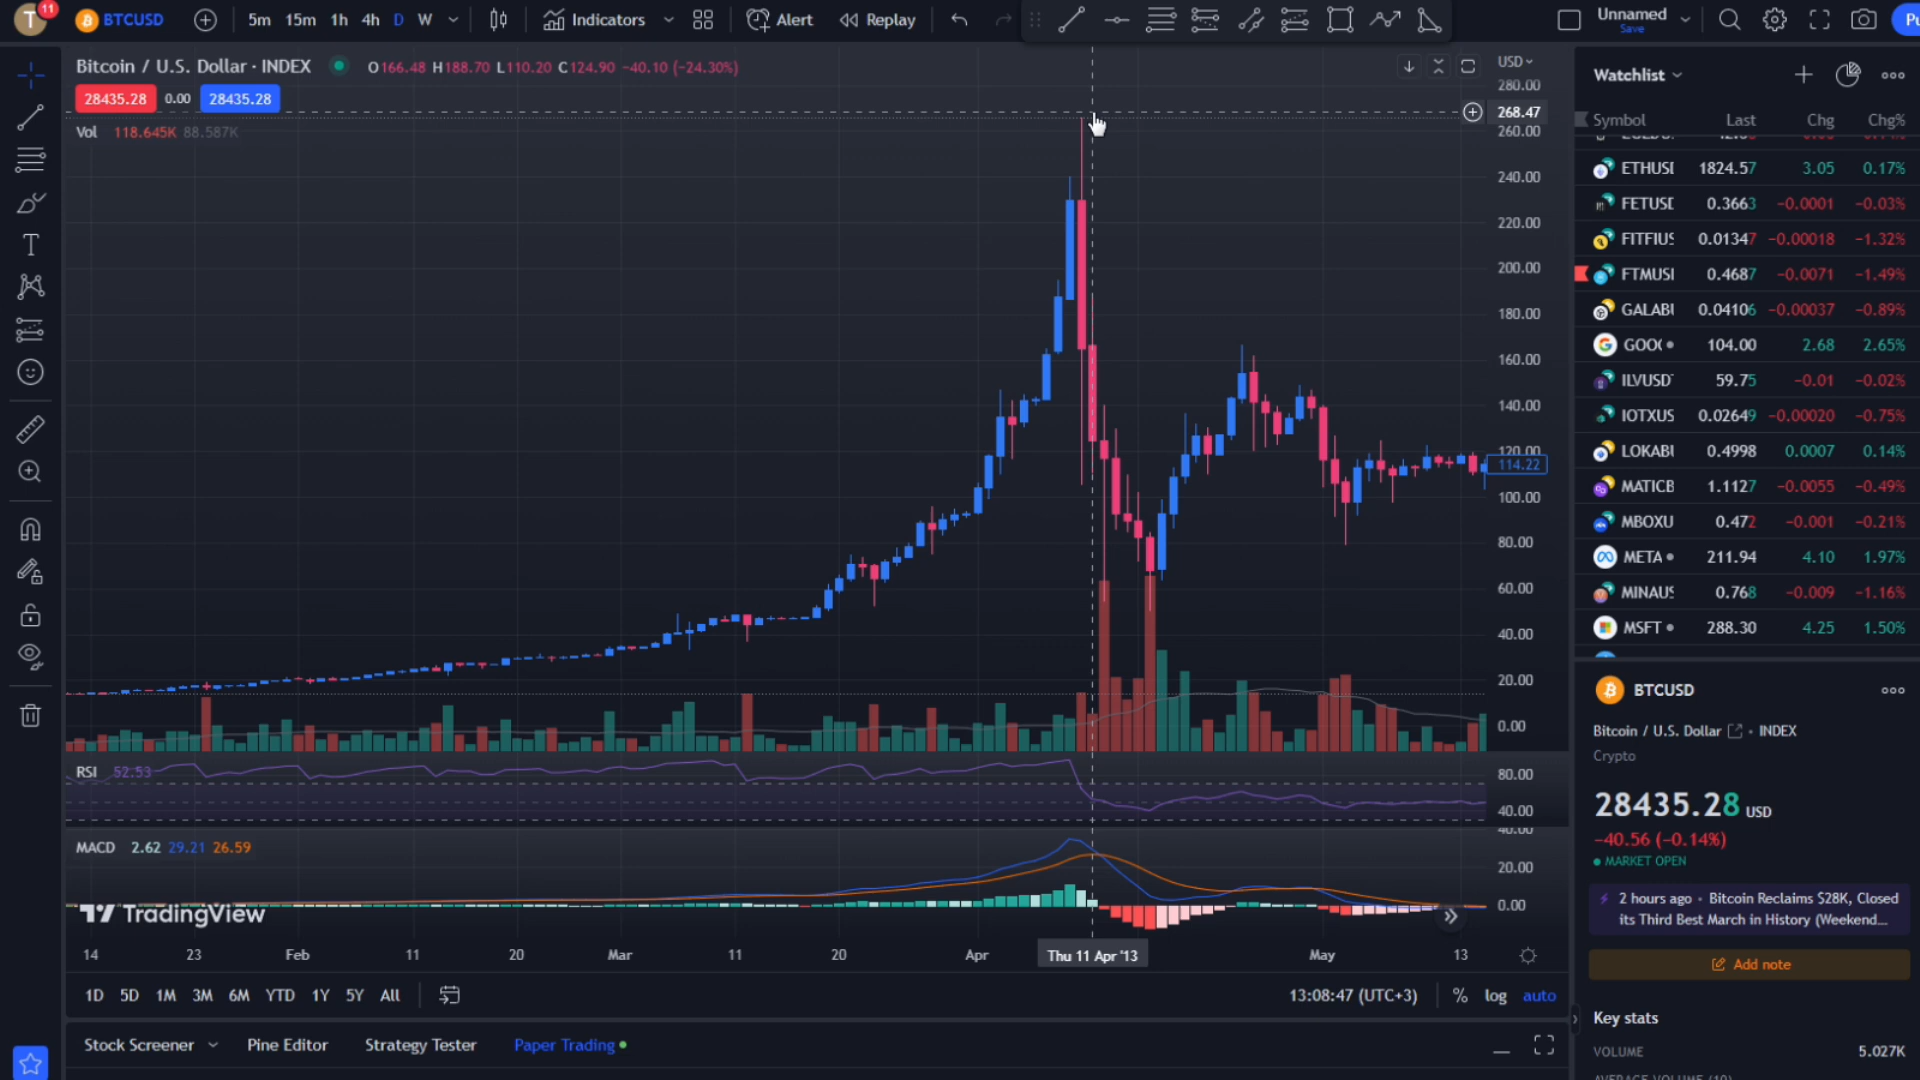 T 11 BTCUSD 5m 15m 1h 4h D W Indicators Alert Replay Unnamed Save
Bitcoin / U.S. Dollar · INDEX O166.48 H188.70 L110.20 C124.90 −40.10 (−24.30%)
28435.28 0.00 28435.28
Vol 118.645K 88.587K
USD
280.00
268.47
260.00
240.00
220.00
200.00
180.00
160.00
140.00
120.00
114.22
100.00
80.00
60.00
40.00
20.00
0.00
RSI 52.53
80.00
40.00
MACD 2.62 29.21 26.59
40.00
20.00
0.00
TradingView
14 23 Feb 11 20 Mar 11 20 Apr Thu 11 Apr '13 May 13
1D 5D 1M 3M 6M YTD 1Y 5Y All 13:08:47 (UTC+3) % log auto
Stock Screener Pine Editor Strategy Tester Paper Trading
Watchlist
Symbol Last Chg Chg%
ETHUSI 1824.57 3.05 0.17%
FETUSI 0.3663 −0.0001 −0.03%
FITFIUS 0.01347 −0.00018 −1.32%
FTMUSI 0.4687 −0.0071 −1.49%
GALABU 0.04106 −0.00037 −0.89%
GOO 104.00 2.68 2.65%
ILVUSD 59.75 −0.01 −0.02%
IOTXUS 0.02649 −0.00020 −0.75%
LOKABU 0.4998 0.0007 0.14%
MATICB 1.1127 −0.0055 −0.49%
MBOXU 0.472 −0.001 −0.21%
META 211.94 4.10 1.97%
MINAUS 0.768 −0.009 −1.16%
MSFT 288.30 4.25 1.50%
BTCUSD
Bitcoin / U.S. Dollar · INDEX
Crypto
28435.28 USD
−40.56 (−0.14%)
MARKET OPEN
2 hours ago · Bitcoin Reclaims $28K, Closed
its Third Best March in History (Weekend...
Add note
Key stats
VOLUME 5.027K